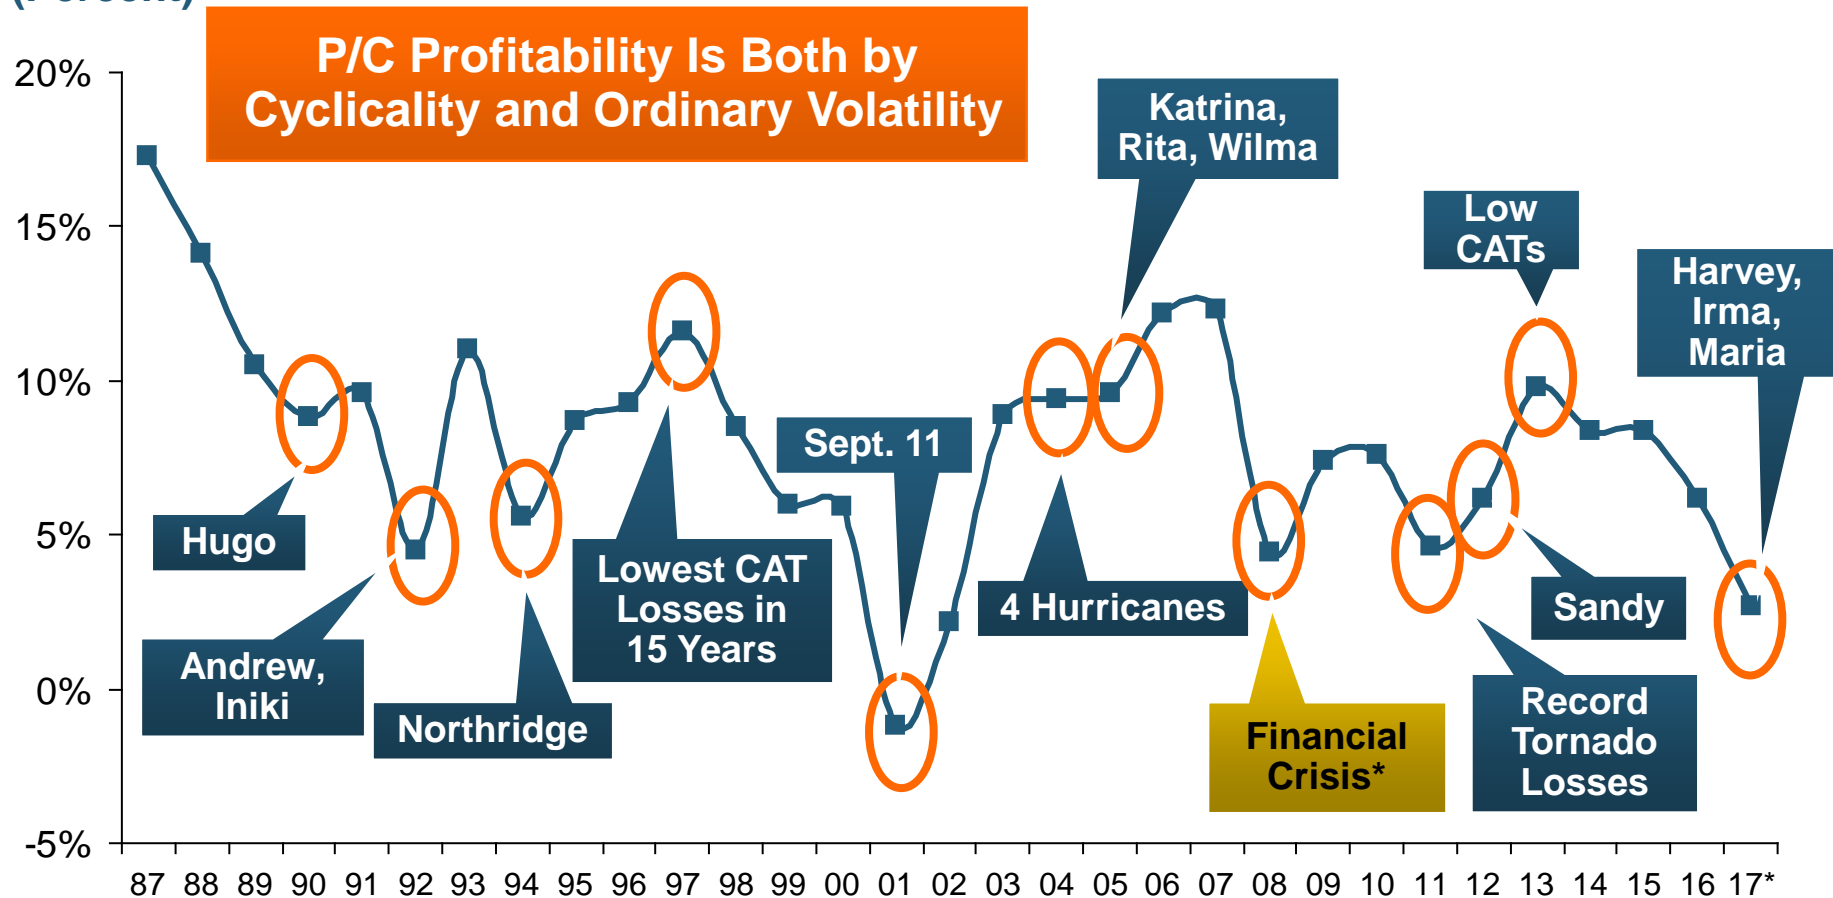 (Percent)
P/C Profitability Is Both by
Cyclicality and Ordinary Volatility
20%
15%
10%
5%
0%
-5%
Katrina,
Rita, Wilma
Low
CATs
Harvey,
Irma,
Maria
Sept. 11
Hugo
Lowest CAT
Losses in
15 Years
4 Hurricanes
Sandy
Andrew,
Iniki
Northridge
Financial
Crisis*
Record
Tornado
Losses
87 88 89 90 91 92 93 94 95 96 97 98 99 00 01 02 03 04 05 06 07 08 09 10 11 12 13 14 15 16 17*